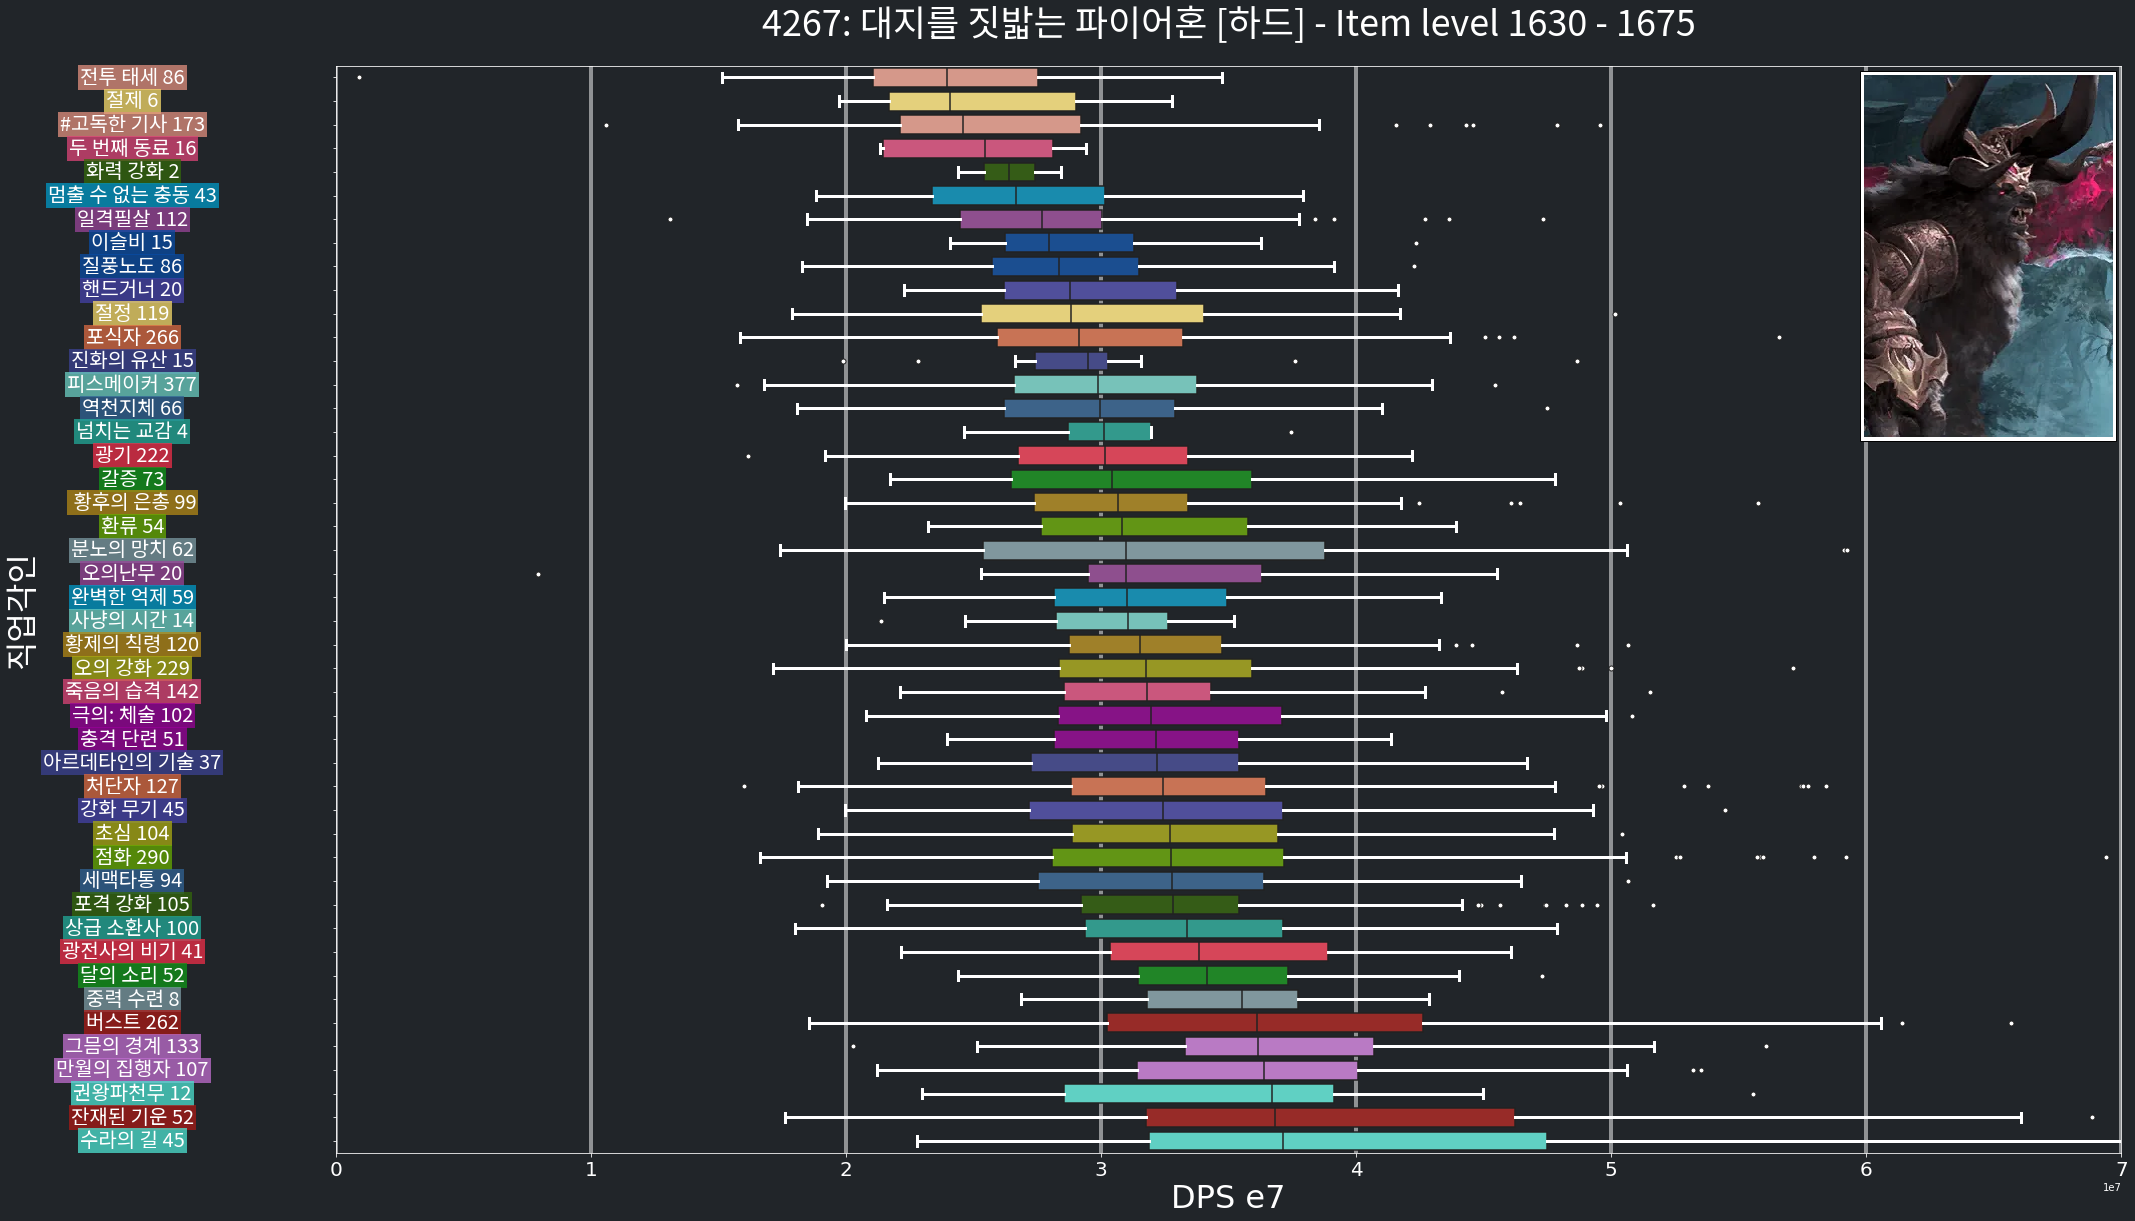 4267: 대지를 짓밟는 파이어혼 [하드] - Item level 1630 - 1675
전투 태세 86
절제 6
#고독한 기사 173
두 번째 동료 16
화력 강화 2
멈출 수 없는 충동 43
일격필살 112
이슬비 15
질풍노도 86
핸드거너 20
절정 119
포식자 266
진화의 유산 15
피스메이커 377
역천지체 66
넘치는 교감 4
광기 222
갈증 73
황후의 은총 99
환류 54
분노의 망치 62
오의난무 20
완벽한 억제 59
사냥의 시간 14
황제의 칙령 120
오의 강화 229
죽음의 습격 142
극의: 체술 102
충격 단련 51
아르데타인의 기술 37
처단자 127
강화 무기 45
초심 104
점화 290
세맥타통 94
포격 강화 105
상급 소환사 100
광전사의 비기 41
달의 소리 52
중력 수련 8
버스트 262
그믐의 경계 133
만월의 집행자 107
권왕파천무 12
잔재된 기운 52
수라의 길 45
직업각인
0 1 2 3 4 5 6 7
1e7
DPS e7